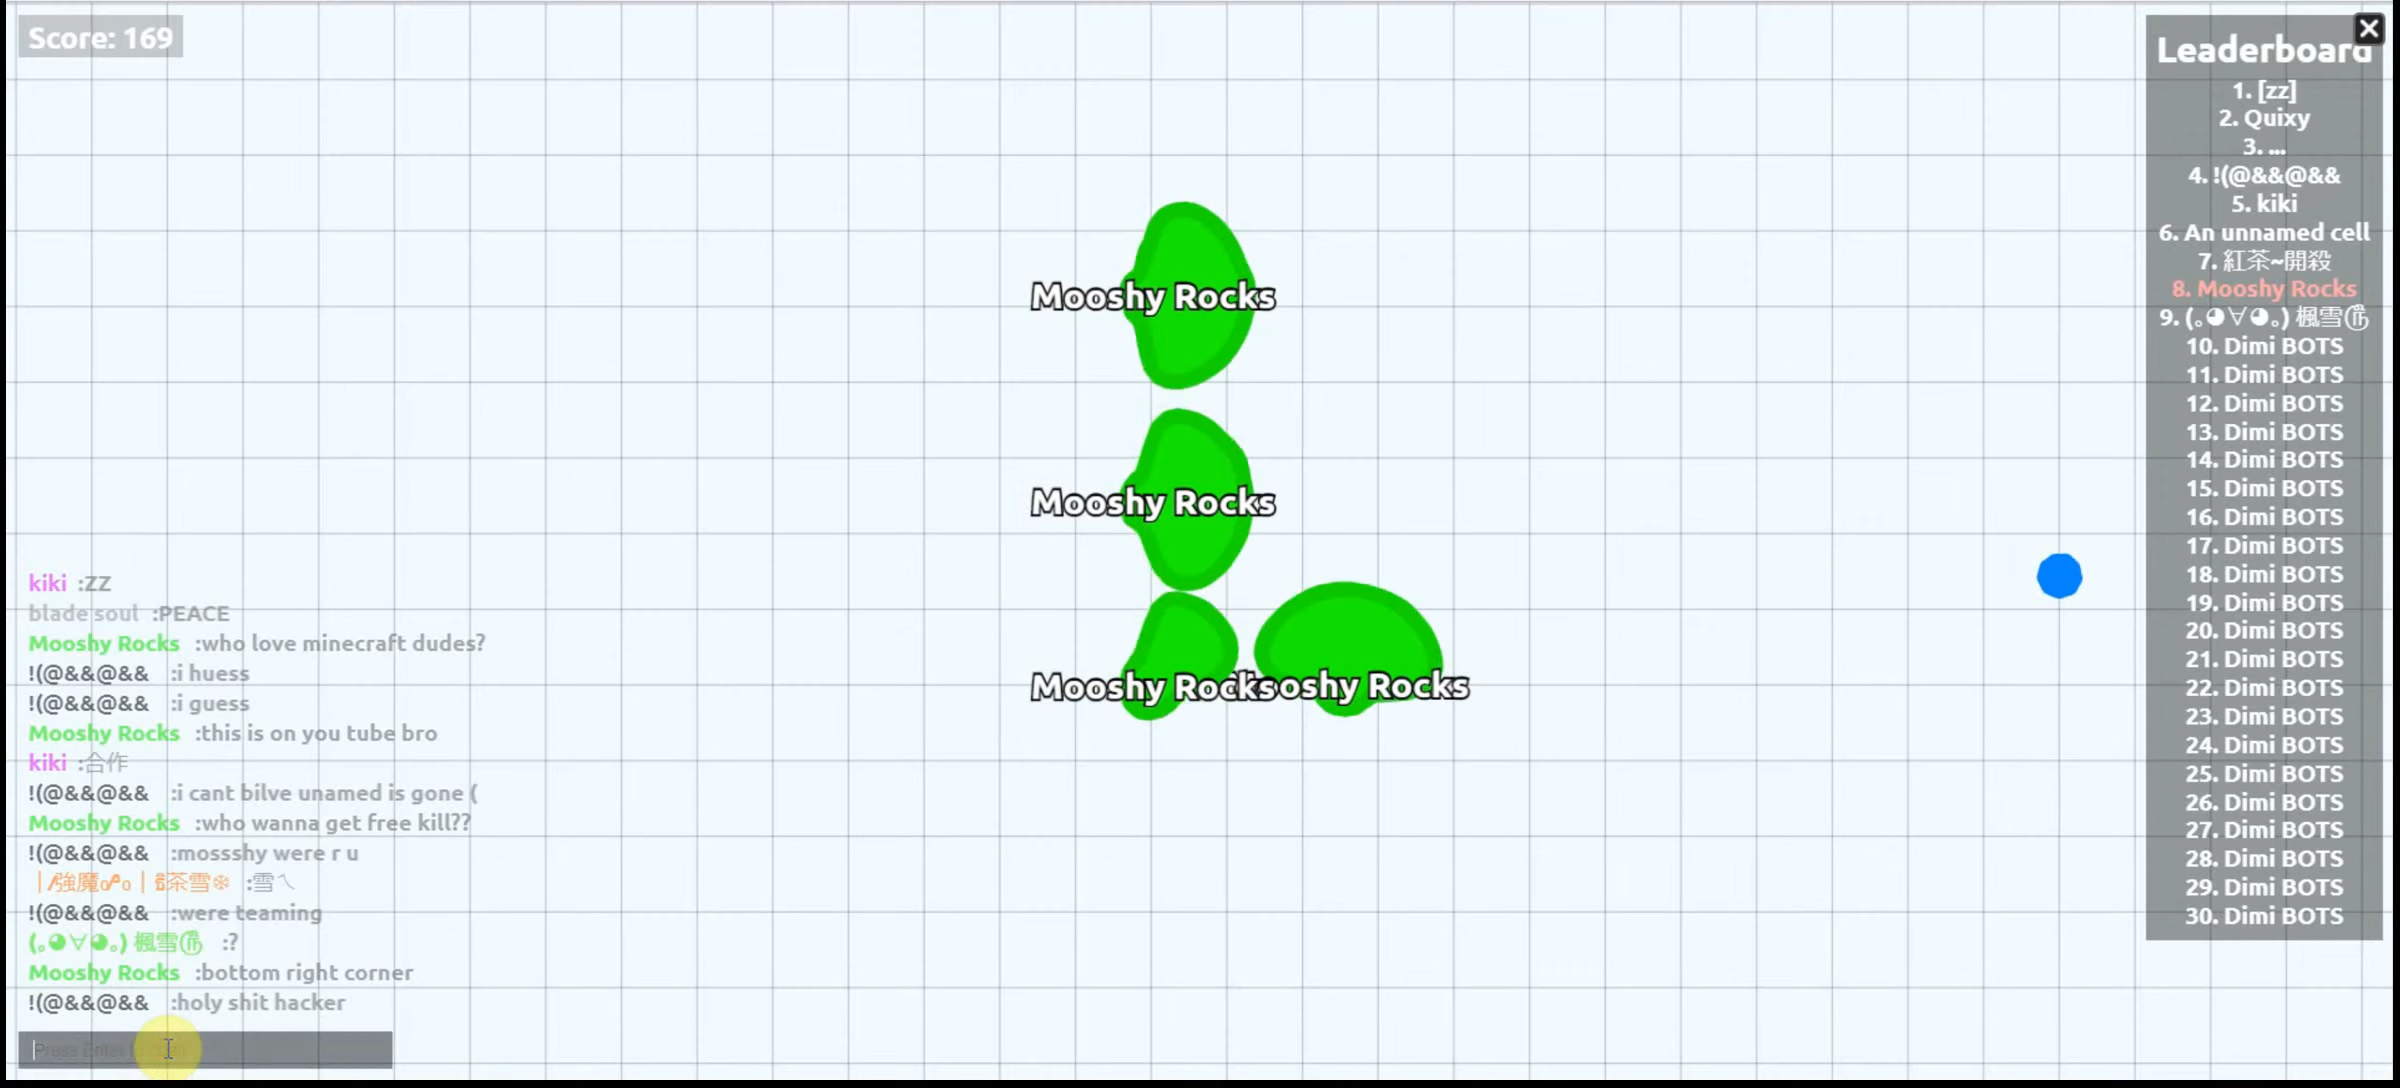 Score: 169
Leaderboard
1. [zz]
2. Quixy
3. ...
4. !(@&&@&&
5. kiki
6. An unnamed cell
7. 紅茶~開殺
8. Mooshy Rocks
9. (｡◕∀◕｡) 楓雪
10. Dimi BOTS
11. Dimi BOTS
12. Dimi BOTS
13. Dimi BOTS
14. Dimi BOTS
15. Dimi BOTS
16. Dimi BOTS
17. Dimi BOTS
18. Dimi BOTS
19. Dimi BOTS
20. Dimi BOTS
21. Dimi BOTS
22. Dimi BOTS
23. Dimi BOTS
24. Dimi BOTS
25. Dimi BOTS
26. Dimi BOTS
27. Dimi BOTS
28. Dimi BOTS
29. Dimi BOTS
30. Dimi BOTS
Mooshy Rocks
Mooshy Rocks
Mooshy Rocks
Mooshy Rocks
kiki :ZZ
blade soul :PEACE
Mooshy Rocks :who love minecraft dudes?
!(@&&@&& :i huess
!(@&&@&& :i guess
Mooshy Rocks :this is on you tube bro
kiki :合作
!(@&&@&& :i cant bilve unamed is gone (
Mooshy Rocks :who wanna get free kill??
!(@&&@&& :mossshy were r u
強魔 茶雪❄ :雪ㄟ
!(@&&@&& :were teaming
(｡◕∀◕｡) 楓雪 :?
Mooshy Rocks :bottom right corner
!(@&&@&& :holy shit hacker
Press Enter